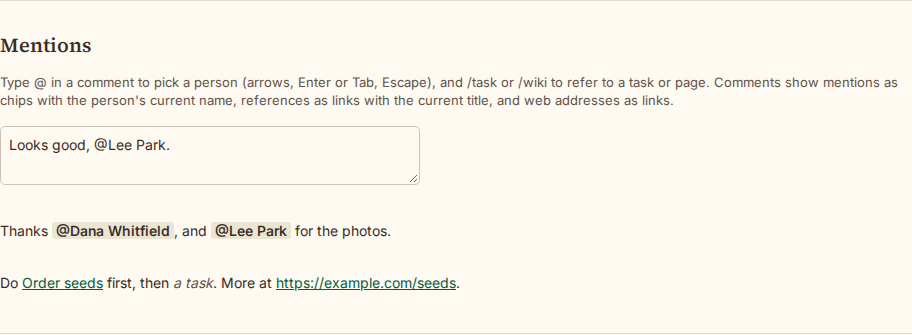 Mentions
Type @ in a comment to pick a person (arrows, Enter or Tab, Escape), and /task or /wiki to refer to a task or page. Comments show mentions as
chips with the person's current name, references as links with the current title, and web addresses as links.
Looks good, @Lee Park.
Thanks @Dana Whitfield, and @Lee Park for the photos.
Do Order seeds first, then a task. More at https://example.com/seeds.